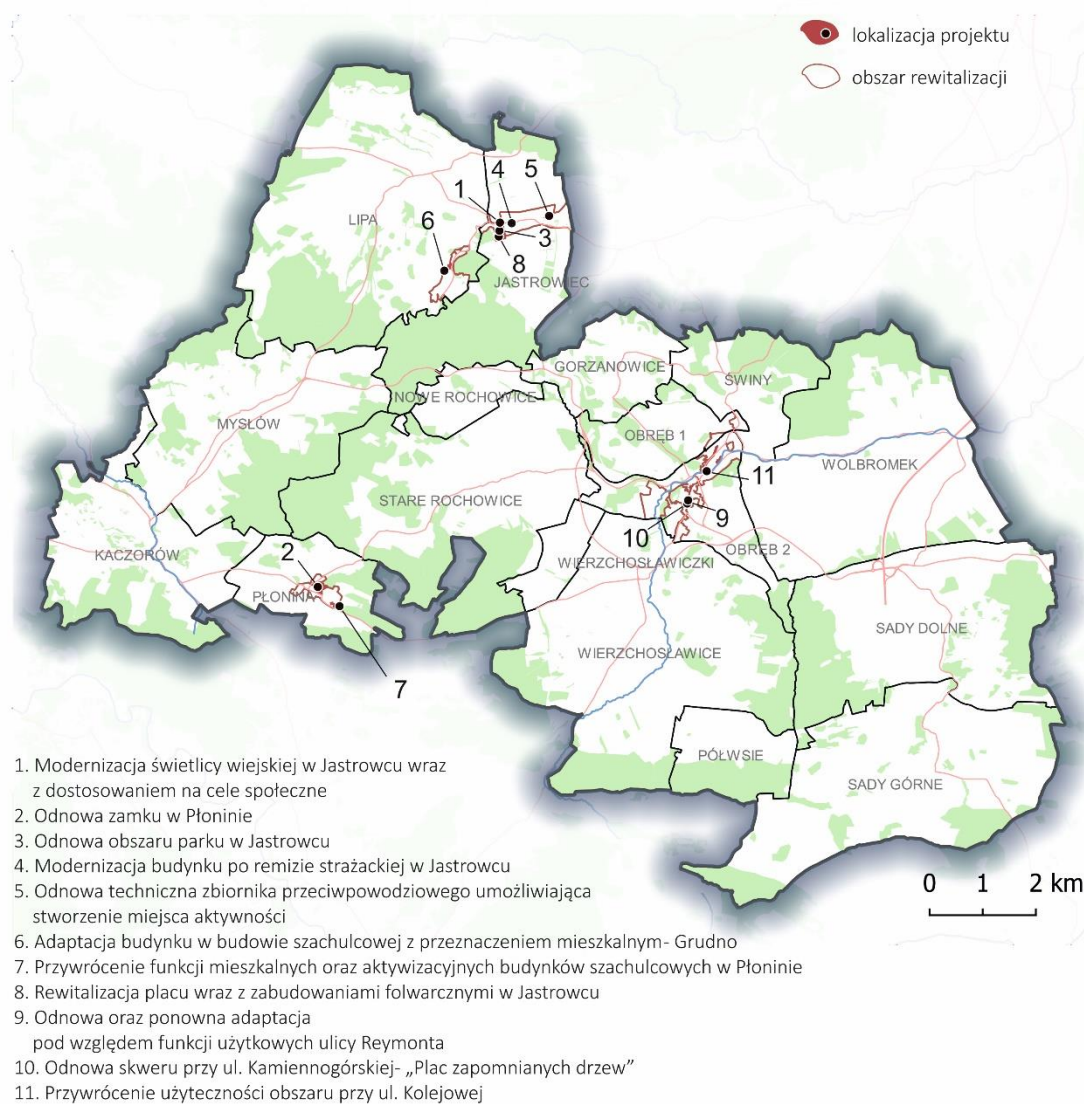 lokalizacja projektu
obszar rewitalizacji
4
5
1
LIPA
6
3
8
JASTROWIEC
GORZANOWICE
ŚWINY
NOWE ROCHOWICE
MYSŁÓW
OBRĘB 1
WOLBROMEK
STARE ROCHOWICE
11
9
10
KACZORÓW
2
OBRĘB 2
WIERZCHOSŁAWICZKI
PŁONINA
SADY DOLNE
WIERZCHOSŁAWICE
7
PÓŁWSIE
SADY GÓRNE
0 1 2 km
1. Modernizacja świetlicy wiejskiej w Jastrowcu wraz
z dostosowaniem na cele społeczne
2. Odnowa zamku w Płoninie
3. Odnowa obszaru parku w Jastrowcu
4. Modernizacja budynku po remizie strażackiej w Jastrowcu
5. Odnowa techniczna zbiornika przeciwpowodziowego umożliwiająca
stworzenie miejsca aktywności
6. Adaptacja budynku w budowie szachulcowej z przeznaczeniem mieszkalnym- Grudno
7. Przywrócenie funkcji mieszkalnych oraz aktywizacyjnych budynków szachulcowych w Płoninie
8. Rewitalizacja placu wraz z zabudowaniami folwarcznymi w Jastrowcu
9. Odnowa oraz ponowna adaptacja
pod względem funkcji użytkowych ulicy Reymonta
10. Odnowa skweru przy ul. Kamiennogórskiej- „Plac zapomnianych drzew”
11. Przywrócenie użyteczności obszaru przy ul. Kolejowej